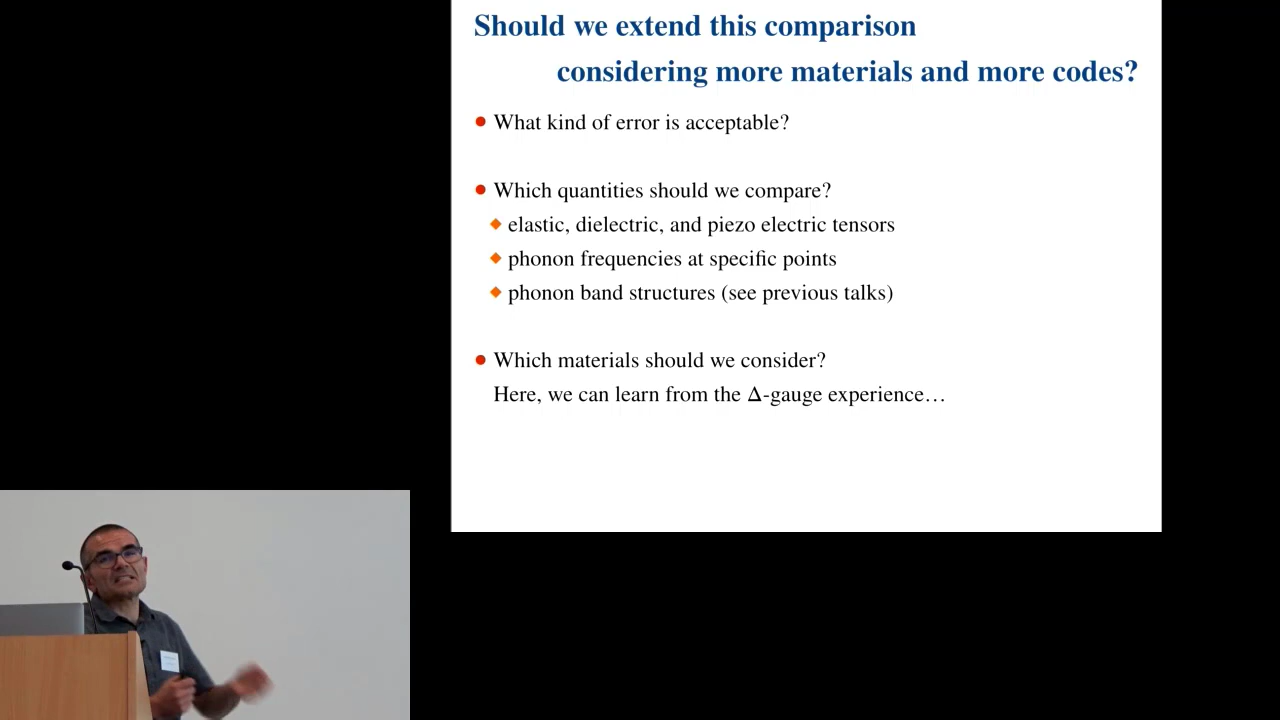 Should we extend this comparison
considering more materials and more codes?
• What kind of error is acceptable?
• Which quantities should we compare?
◆ elastic, dielectric, and piezo electric tensors
◆ phonon frequencies at specific points
◆ phonon band structures (see previous talks)
• Which materials should we consider?
Here, we can learn from the Δ-gauge experience…